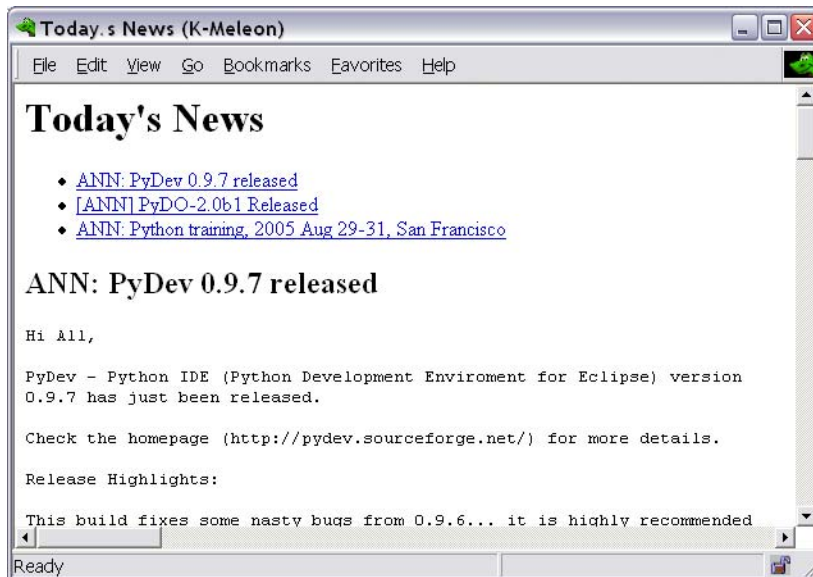 Today.s News (K-Meleon)
File Edit View Go Bookmarks Favorites Help
Today's News
ANN: PyDev 0.9.7 released
[ANN] PyDO-2.0b1 Released
ANN: Python training, 2005 Aug 29-31, San Francisco
ANN: PyDev 0.9.7 released
Hi All,
PyDev - Python IDE (Python Development Enviroment for Eclipse) version
0.9.7 has just been released.
Check the homepage (http://pydev.sourceforge.net/) for more details.
Release Highlights:
This build fixes some nasty bugs from 0.9.6... it is highly recommended
Ready